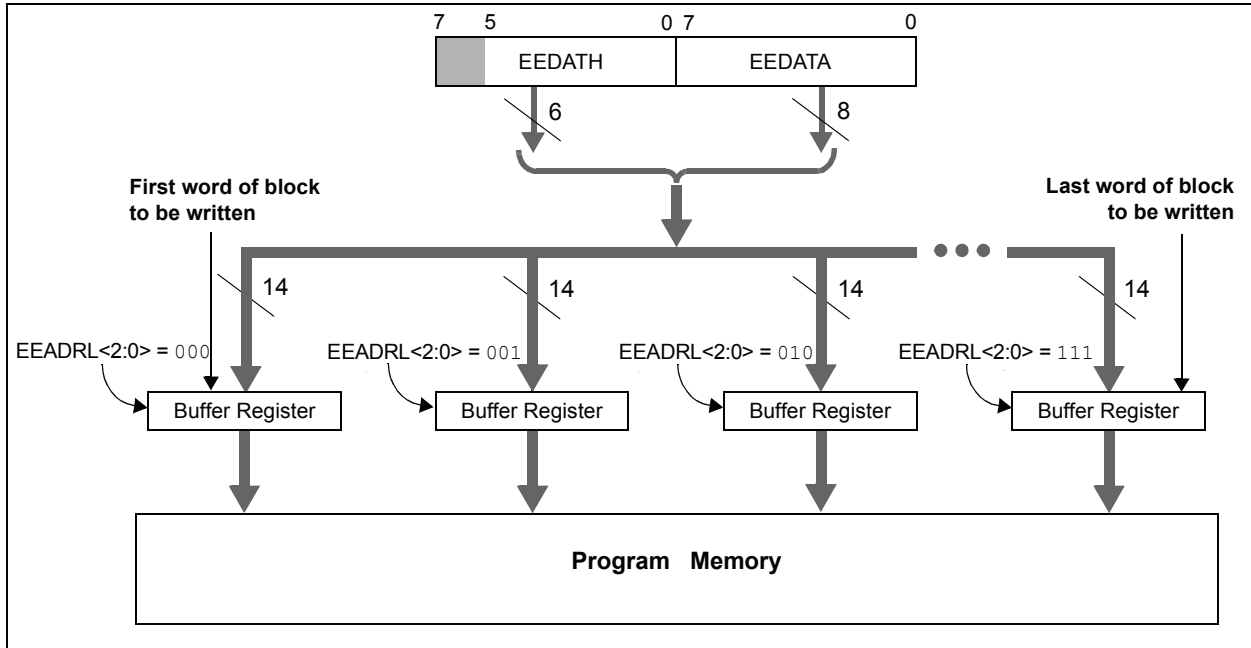 7 5 0 7 0
EEDATH EEDATA
6 8
First word of block
to be written
Last word of block
to be written
14 14 14 14
EEADRL<2:0> = 000 EEADRL<2:0> = 001 EEADRL<2:0> = 010 EEADRL<2:0> = 111
Buffer Register Buffer Register Buffer Register Buffer Register
Program Memory